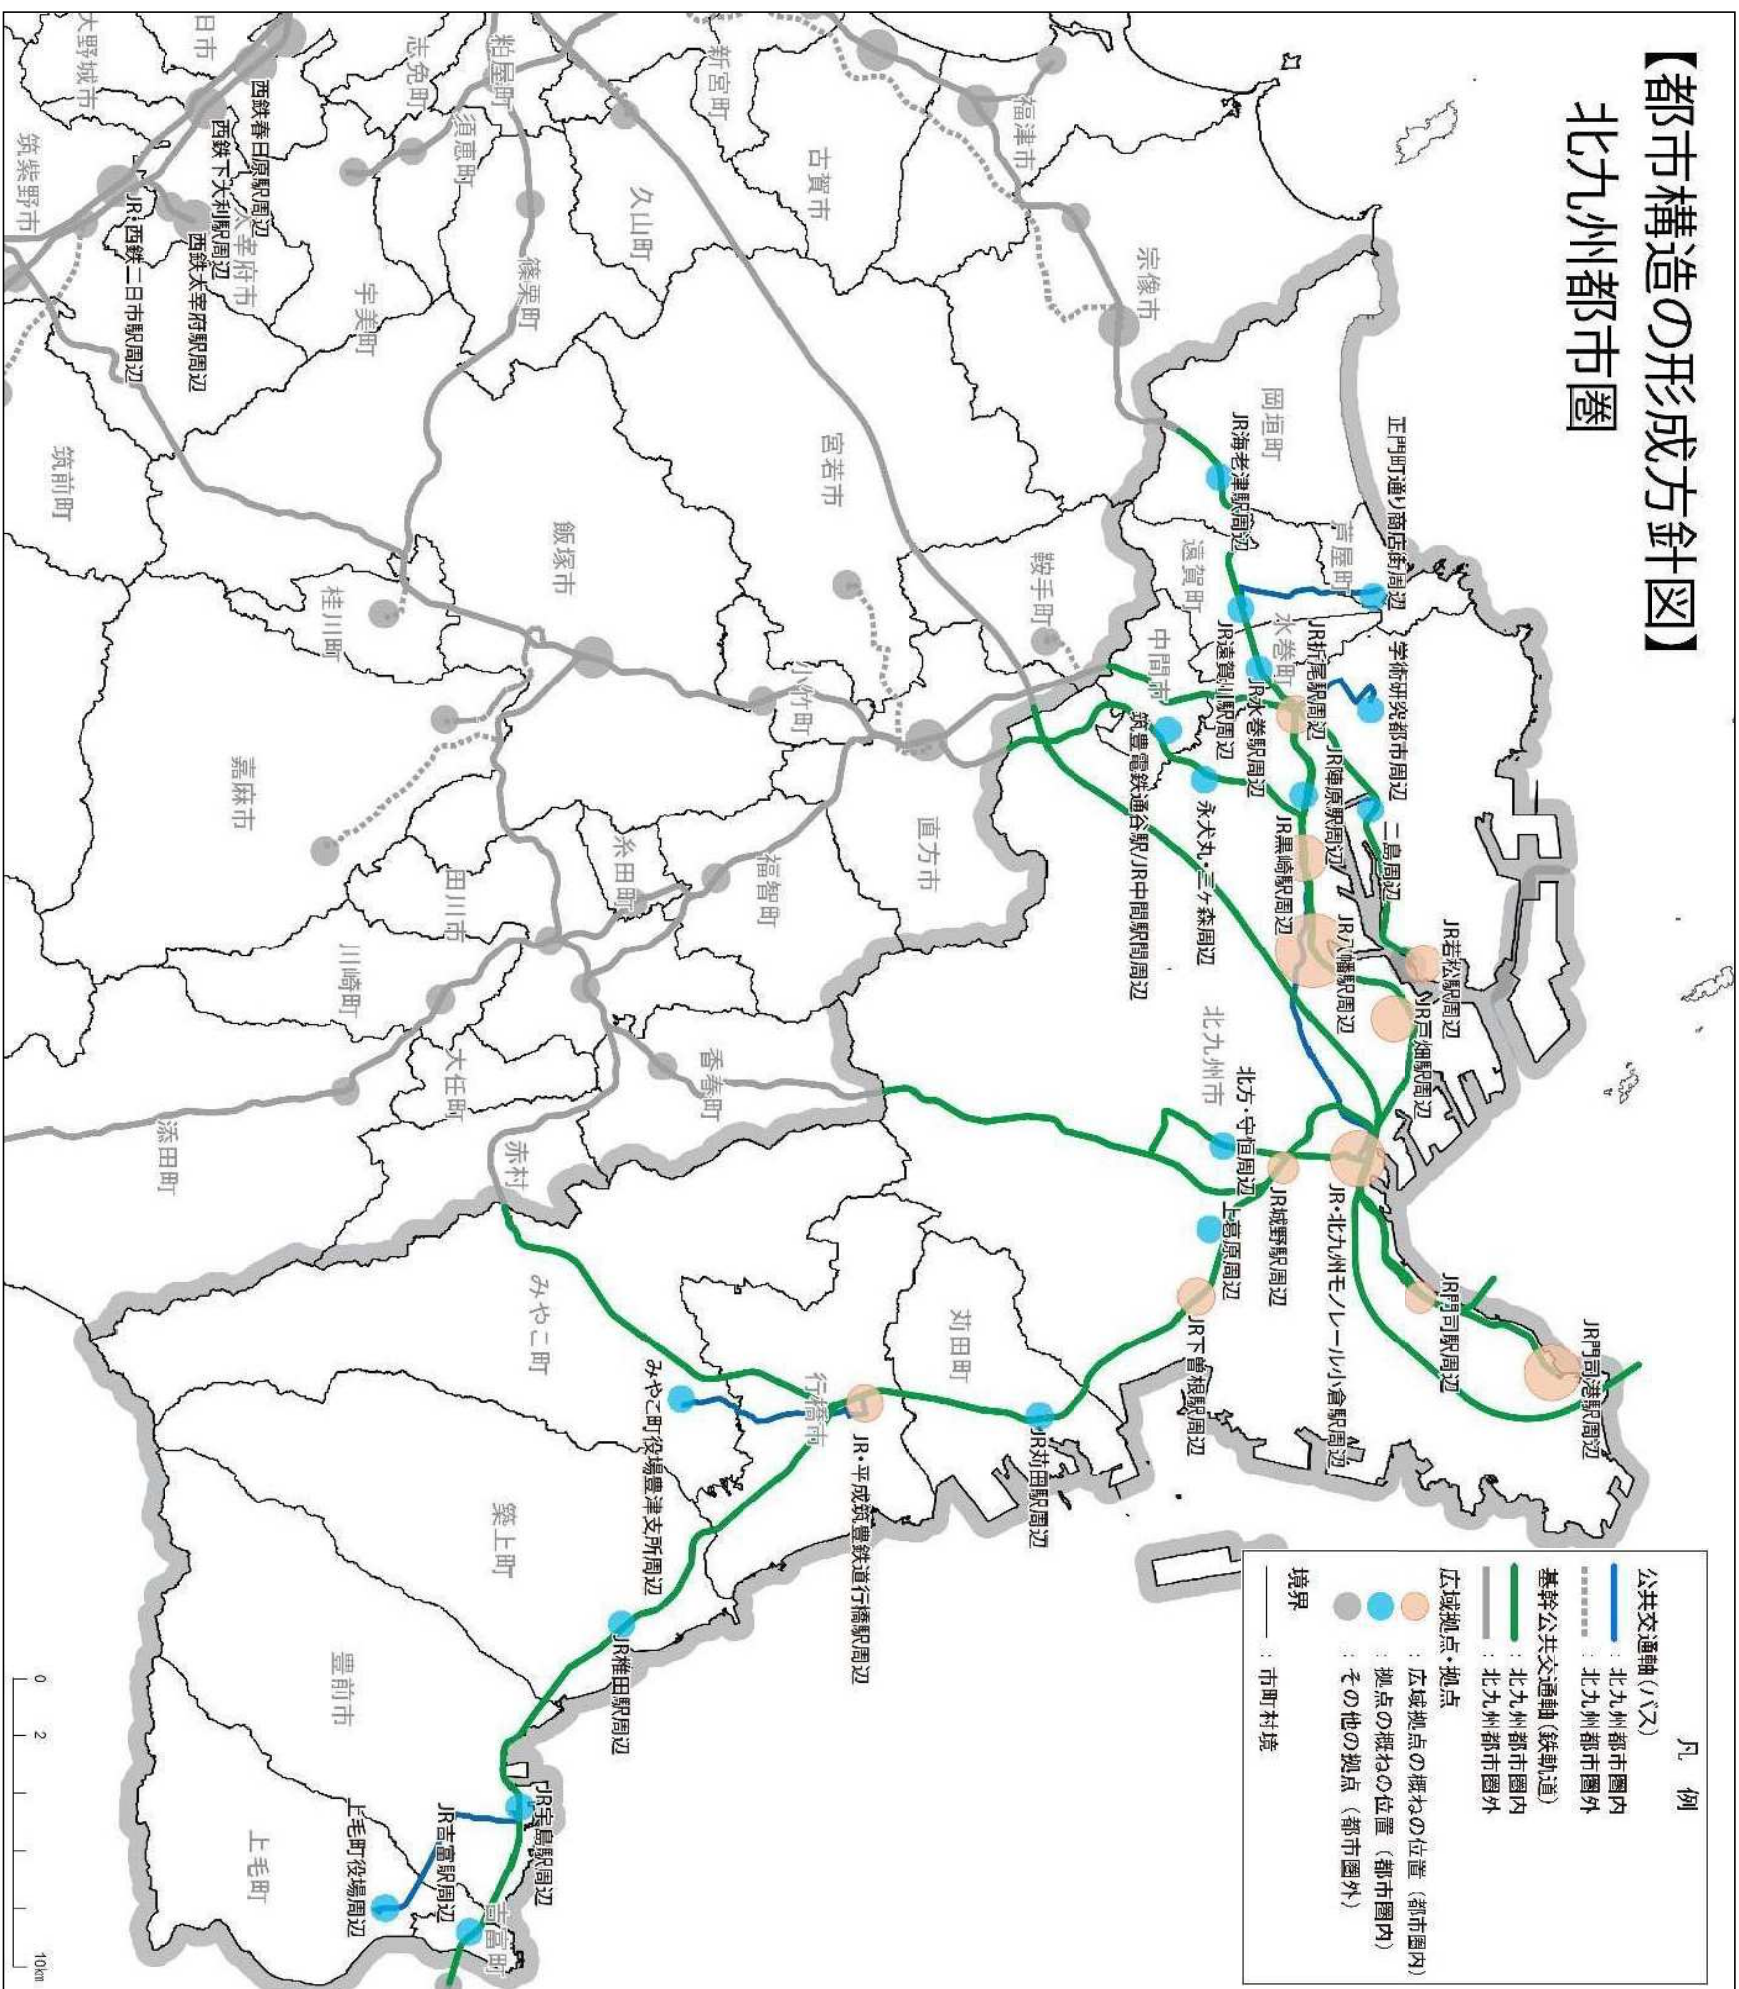 【都市構造の形成方針図】
北九州都市圏
凡　例
公共交通軸(バス)
: 北九州都市圏内
: 北九州都市圏外
基幹公共交通軸(鉄軌道)
: 北九州都市圏内
: 北九州都市圏外
広域拠点・拠点
: 広域拠点の概ねの位置（都市圏内）
: 拠点の概ねの位置（都市圏内）
: その他の拠点（都市圏外）
境界
: 市町村境
正門町通り商店街周辺
学術研究都市周辺
二島周辺
JR若松駅周辺
JR戸畑駅周辺
JR門司港駅周辺
JR門司駅周辺
JR・北九州モノレール小倉駅周辺
JR八幡駅周辺
JR陣原駅周辺
JR折尾駅周辺
JR黒崎駅周辺
JR海老津駅周辺
JR遠賀川駅周辺
JR水巻駅周辺
永犬丸・三ヶ森周辺
筑豊電鉄通谷駅/JR中間駅間周辺
北方・守恒周辺
JR城野駅周辺
上葛原周辺
JR下曽根駅周辺
JR苅田駅周辺
JR・平成筑豊鉄道行橋駅周辺
みやこ町役場豊津支所周辺
JR椎田駅周辺
JR宇島駅周辺
JR吉富駅周辺
上毛町役場周辺
西鉄春日原駅周辺
西鉄下大利駅周辺
西鉄太宰府駅周辺
JR・西鉄二日市駅周辺
福津市
宗像市
岡垣町
芦屋町
遠賀町
水巻町
中間市
鞍手町
北九州市
新宮町
古賀市
宮若市
直方市
小竹町
久山町
粕屋町
志免町
須恵町
篠栗町
宇美町
太宰府市
日市
大野城市
筑紫野市
筑前町
飯塚市
桂川町
嘉麻市
福智町
糸田町
田川市
川崎町
香春町
大任町
添田町
赤村
みやこ町
苅田町
行橋市
築上町
豊前市
吉富町
上毛町
0
2
10km